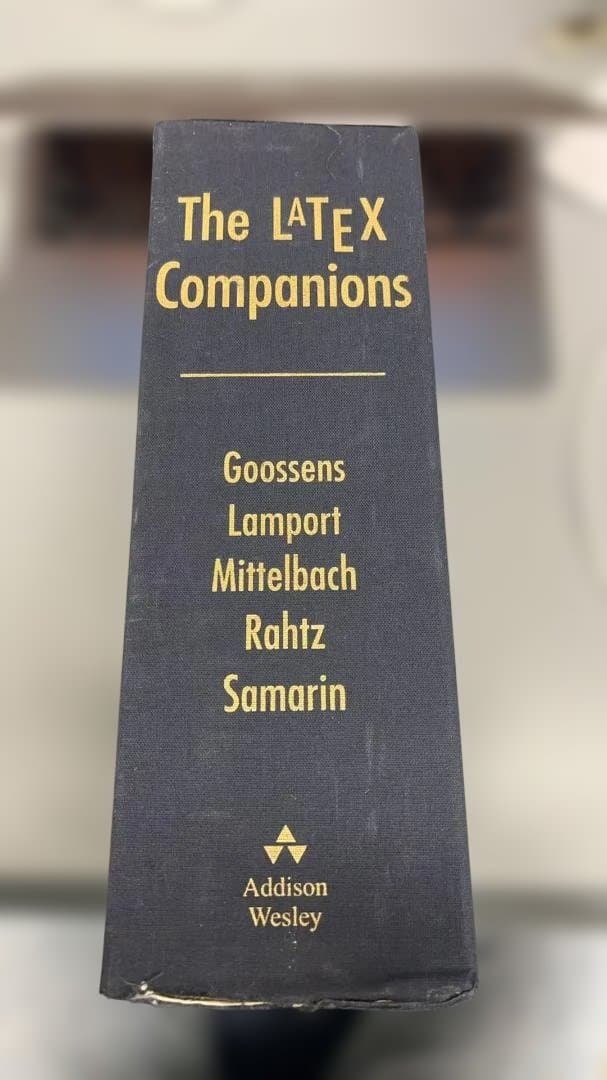 The LATEX
Companions
Goossens
Lamport
Mittelbach
Rahtz
Samarin
Addison
Wesley